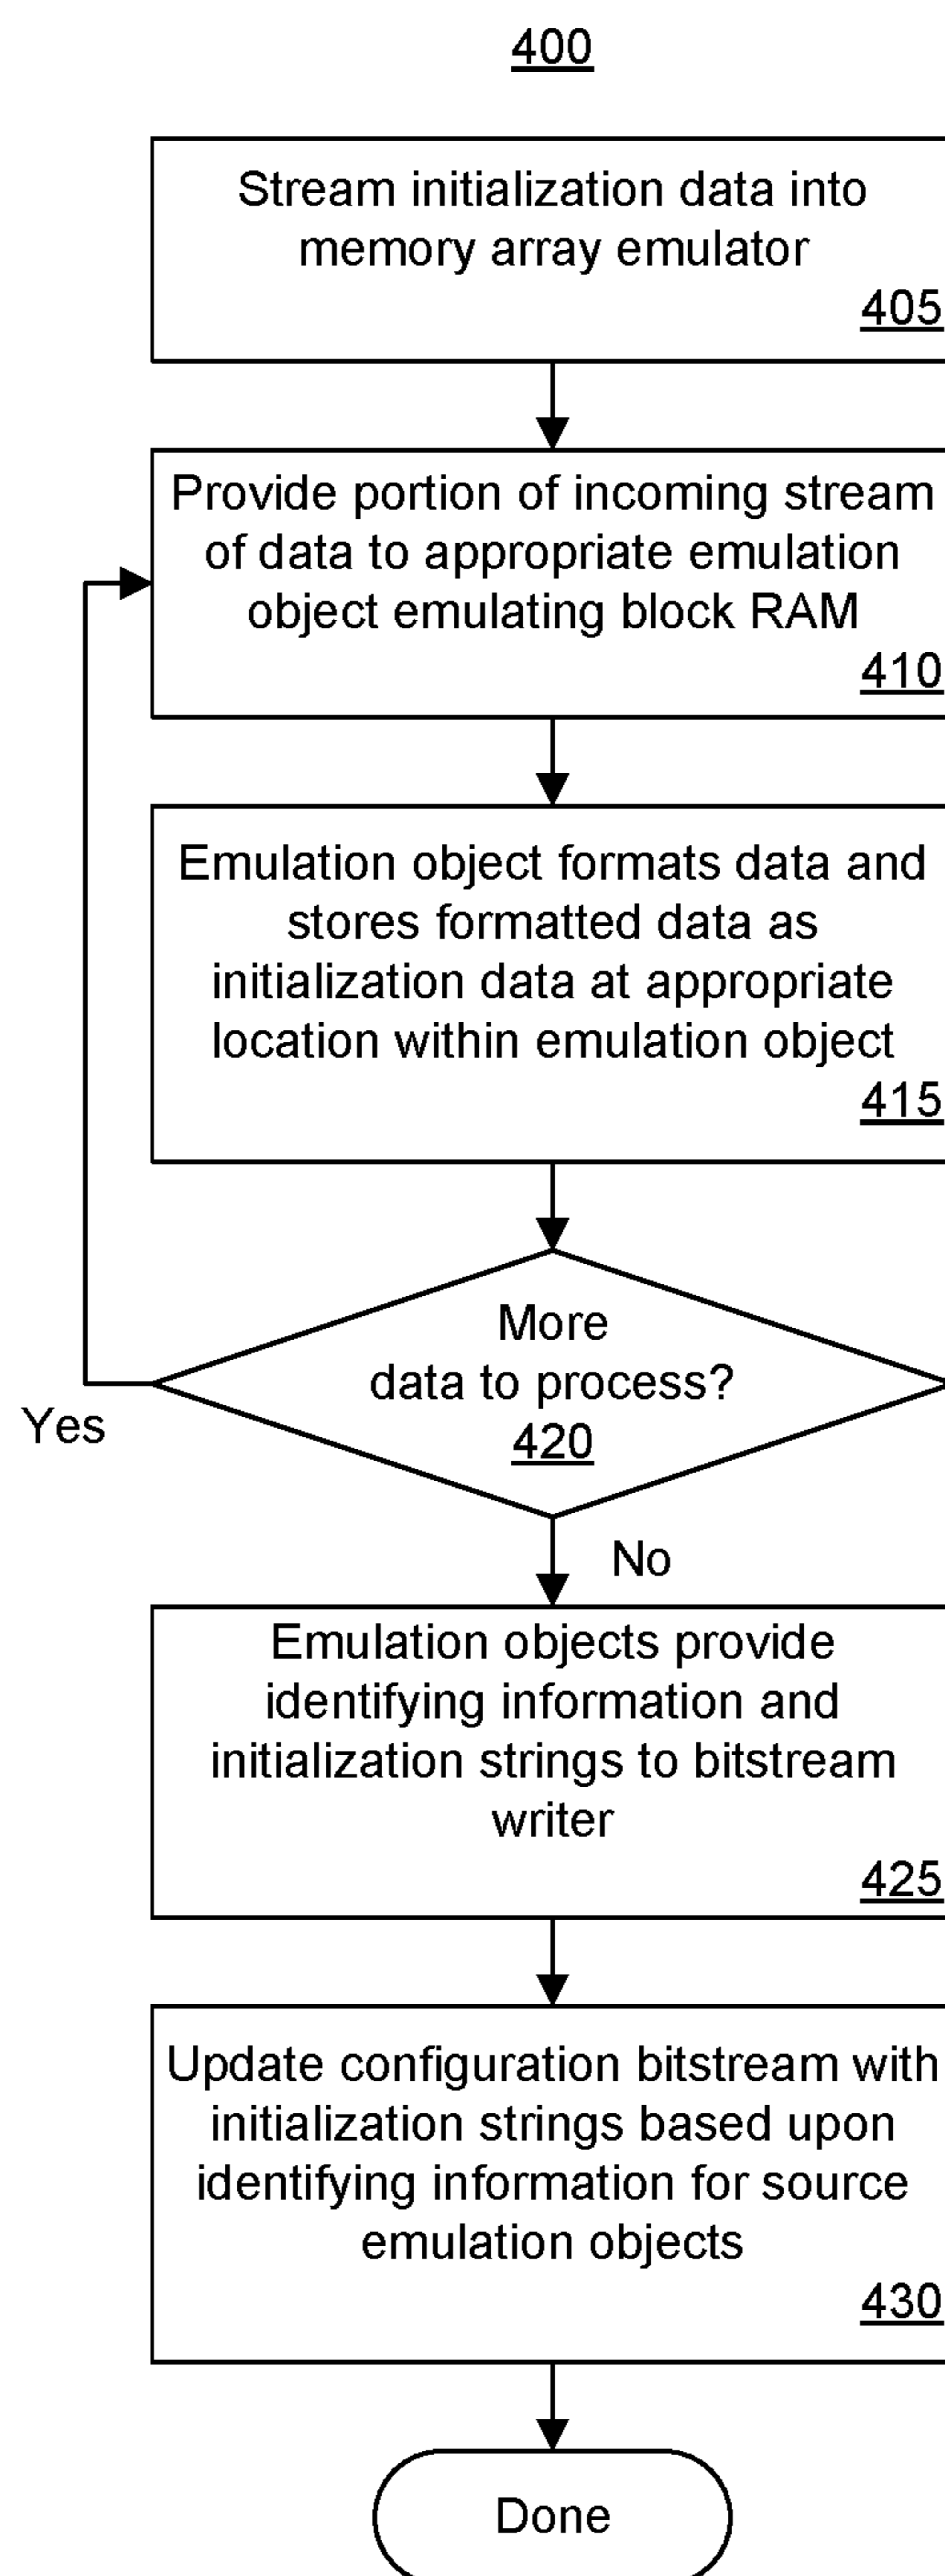 400
Stream initialization data into
memory array emulator
405
Provide portion of incoming stream
of data to appropriate emulation
object emulating block RAM
410
Emulation object formats data and
stores formatted data as
initialization data at appropriate
location within emulation object
415
More
data to process?
420
Yes
No
Emulation objects provide
identifying information and
initialization strings to bitstream
writer
425
Update configuration bitstream with
initialization strings based upon
identifying information for source
emulation objects
430
Done